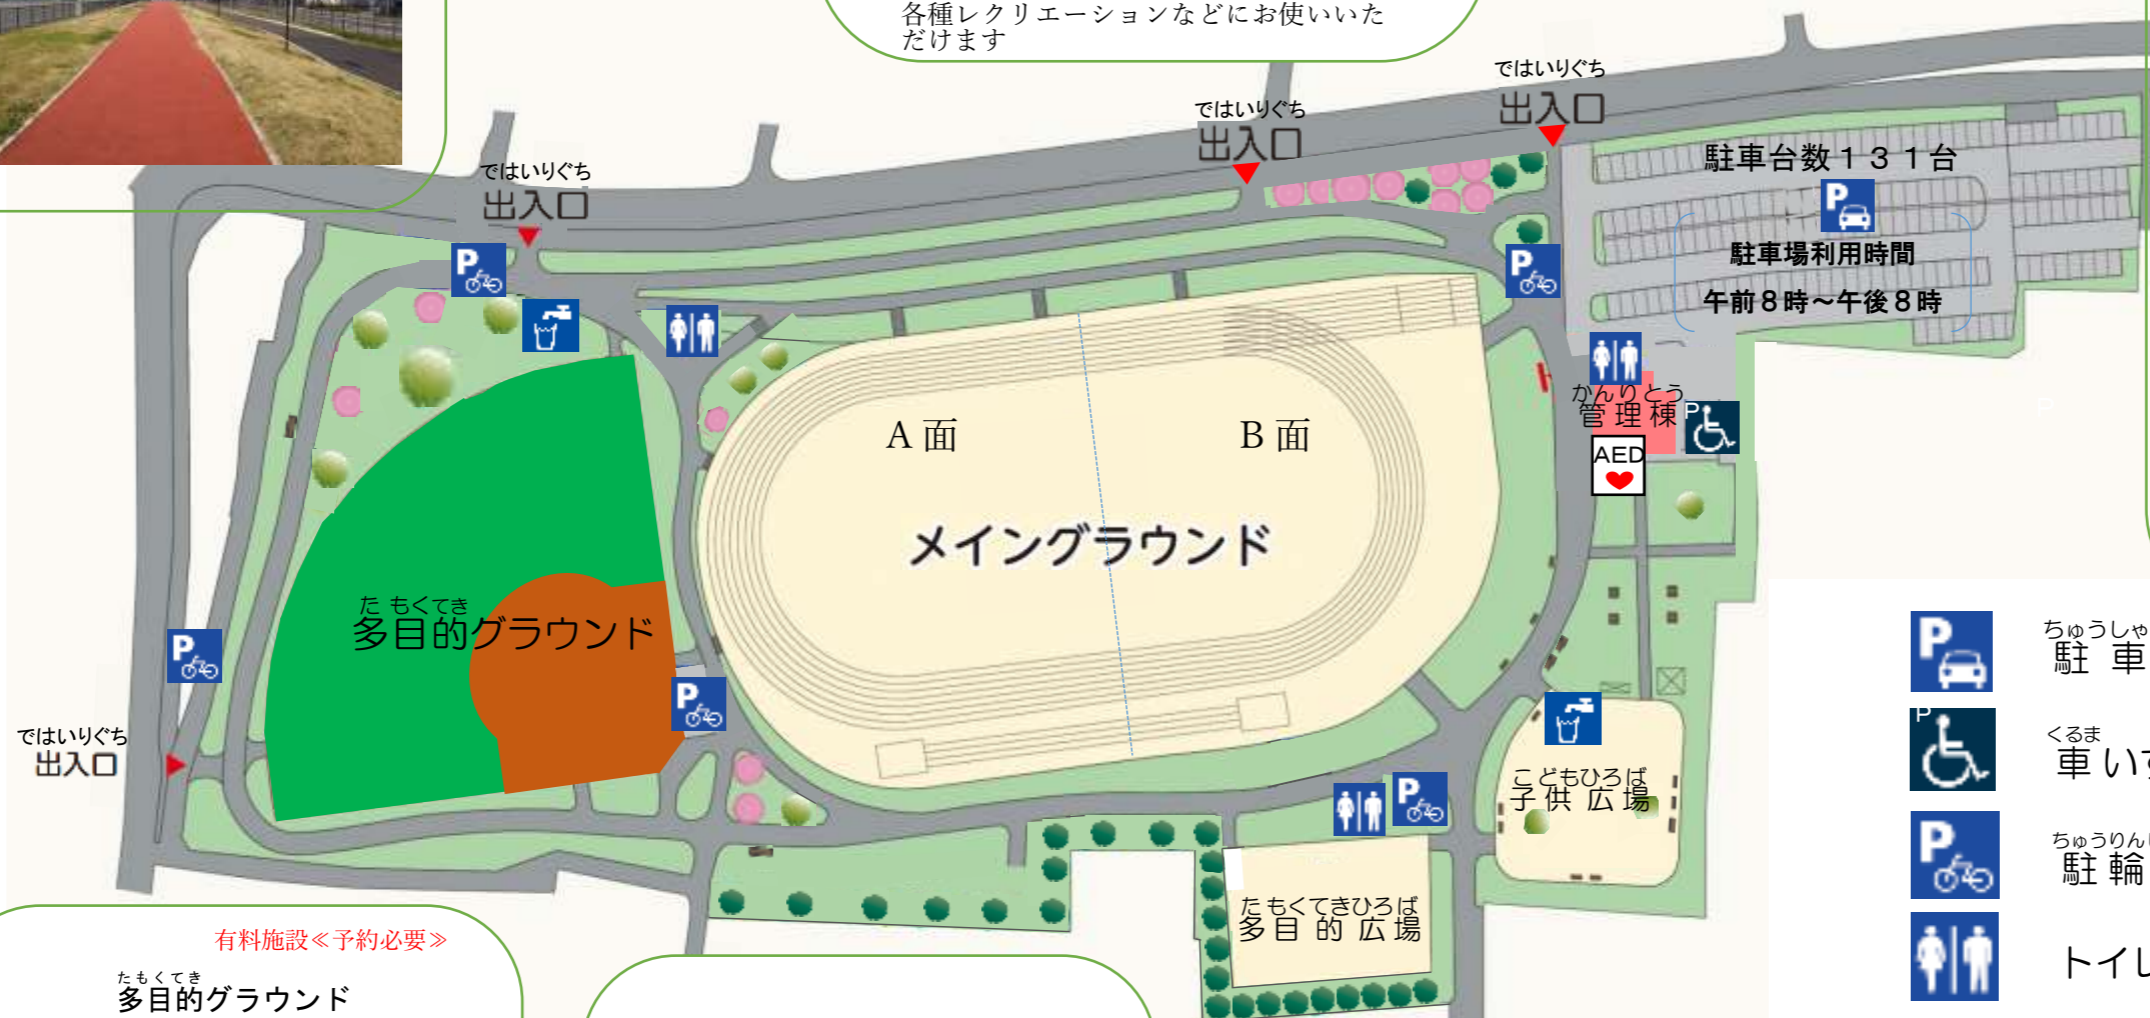 各種レクリエーションなどにお使いいた
だけます
ではいりぐち
出入口
ではいりぐち
出入口
ではいりぐち
出入口
駐車台数131台
P
駐車場利用時間
午前8時~午後8時
P
P
かんりとう
管理棟
P
AED
A面
B面
メイングラウンド
たもくてき
多目的グラウンド
P
P
ではいりぐち
出入口
こどもひろば
子供広場
P
たもくてきひろば
多目的広場
P
ちゅうしゃ
駐車
P
くるま
車い
P
ちゅうりん
駐輪
トイレ
有料施設≪予約必要≫
たもくてき
多目的グラウンド